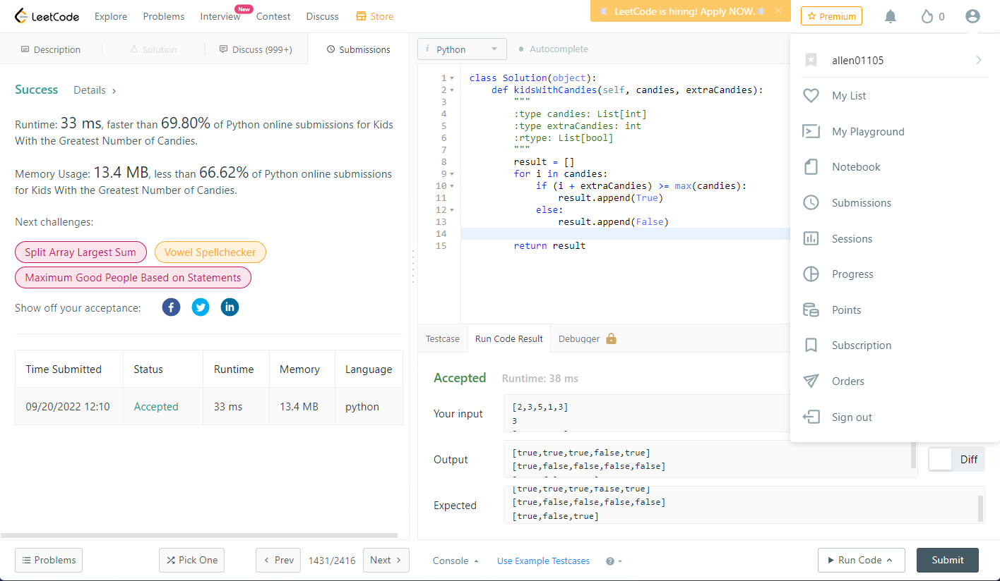 LeetCode
Explore
Problems
Interview
New
Contest
Discuss
Store
LeetCode is hiring! Apply NOW.
Premium
0
Description
Solution
Discuss (999+)
Submissions
Success
Details
Runtime: 33 ms, faster than 69.80% of Python online submissions for Kids
With the Greatest Number of Candies.
Memory Usage: 13.4 MB, less than 66.62% of Python online submissions
for Kids With the Greatest Number of Candies.
Next challenges:
Split Array Largest Sum
Vowel Spellchecker
Maximum Good People Based on Statements
Show off your acceptance:
Time Submitted Status Runtime Memory Language
09/20/2022 12:10 Accepted 33 ms 13.4 MB python
Problems
Pick One
Prev
1431/2416
Next
i Python
Autocomplete
1 class Solution(object):
2 def kidsWithCandies(self, candies, extraCandies):
3 """
4 :type candies: List[int]
5 :type extraCandies: int
6 :rtype: List[bool]
7 """
8 result = []
9 for i in candies:
10 if (i + extraCandies) >= max(candies):
11 result.append(True)
12 else:
13 result.append(False)
14
15 return result
Testcase
Run Code Result
Debugger
Accepted
Runtime: 38 ms
Your input
[2,3,5,1,3]
3
Output
[true,true,true,false,true]
[true,false,false,false,false]
Diff
Expected
[true,true,true,false,true]
[true,false,false,false,false]
[true,false,true]
Console
Use Example Testcases
?
Run Code
Submit
allen01105
My List
My Playground
Notebook
Submissions
Sessions
Progress
Points
Subscription
Orders
Sign out